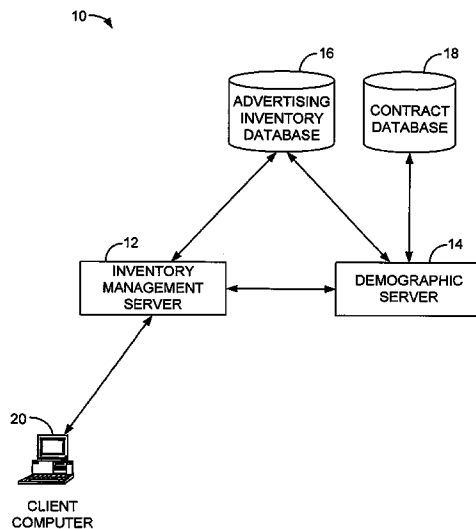 10
16
18
ADVERTISING
INVENTORY
DATABASE
CONTRACT
DATABASE
12
14
INVENTORY
MANAGEMENT
SERVER
DEMOGRAPHIC
SERVER
20
CLIENT
COMPUTER